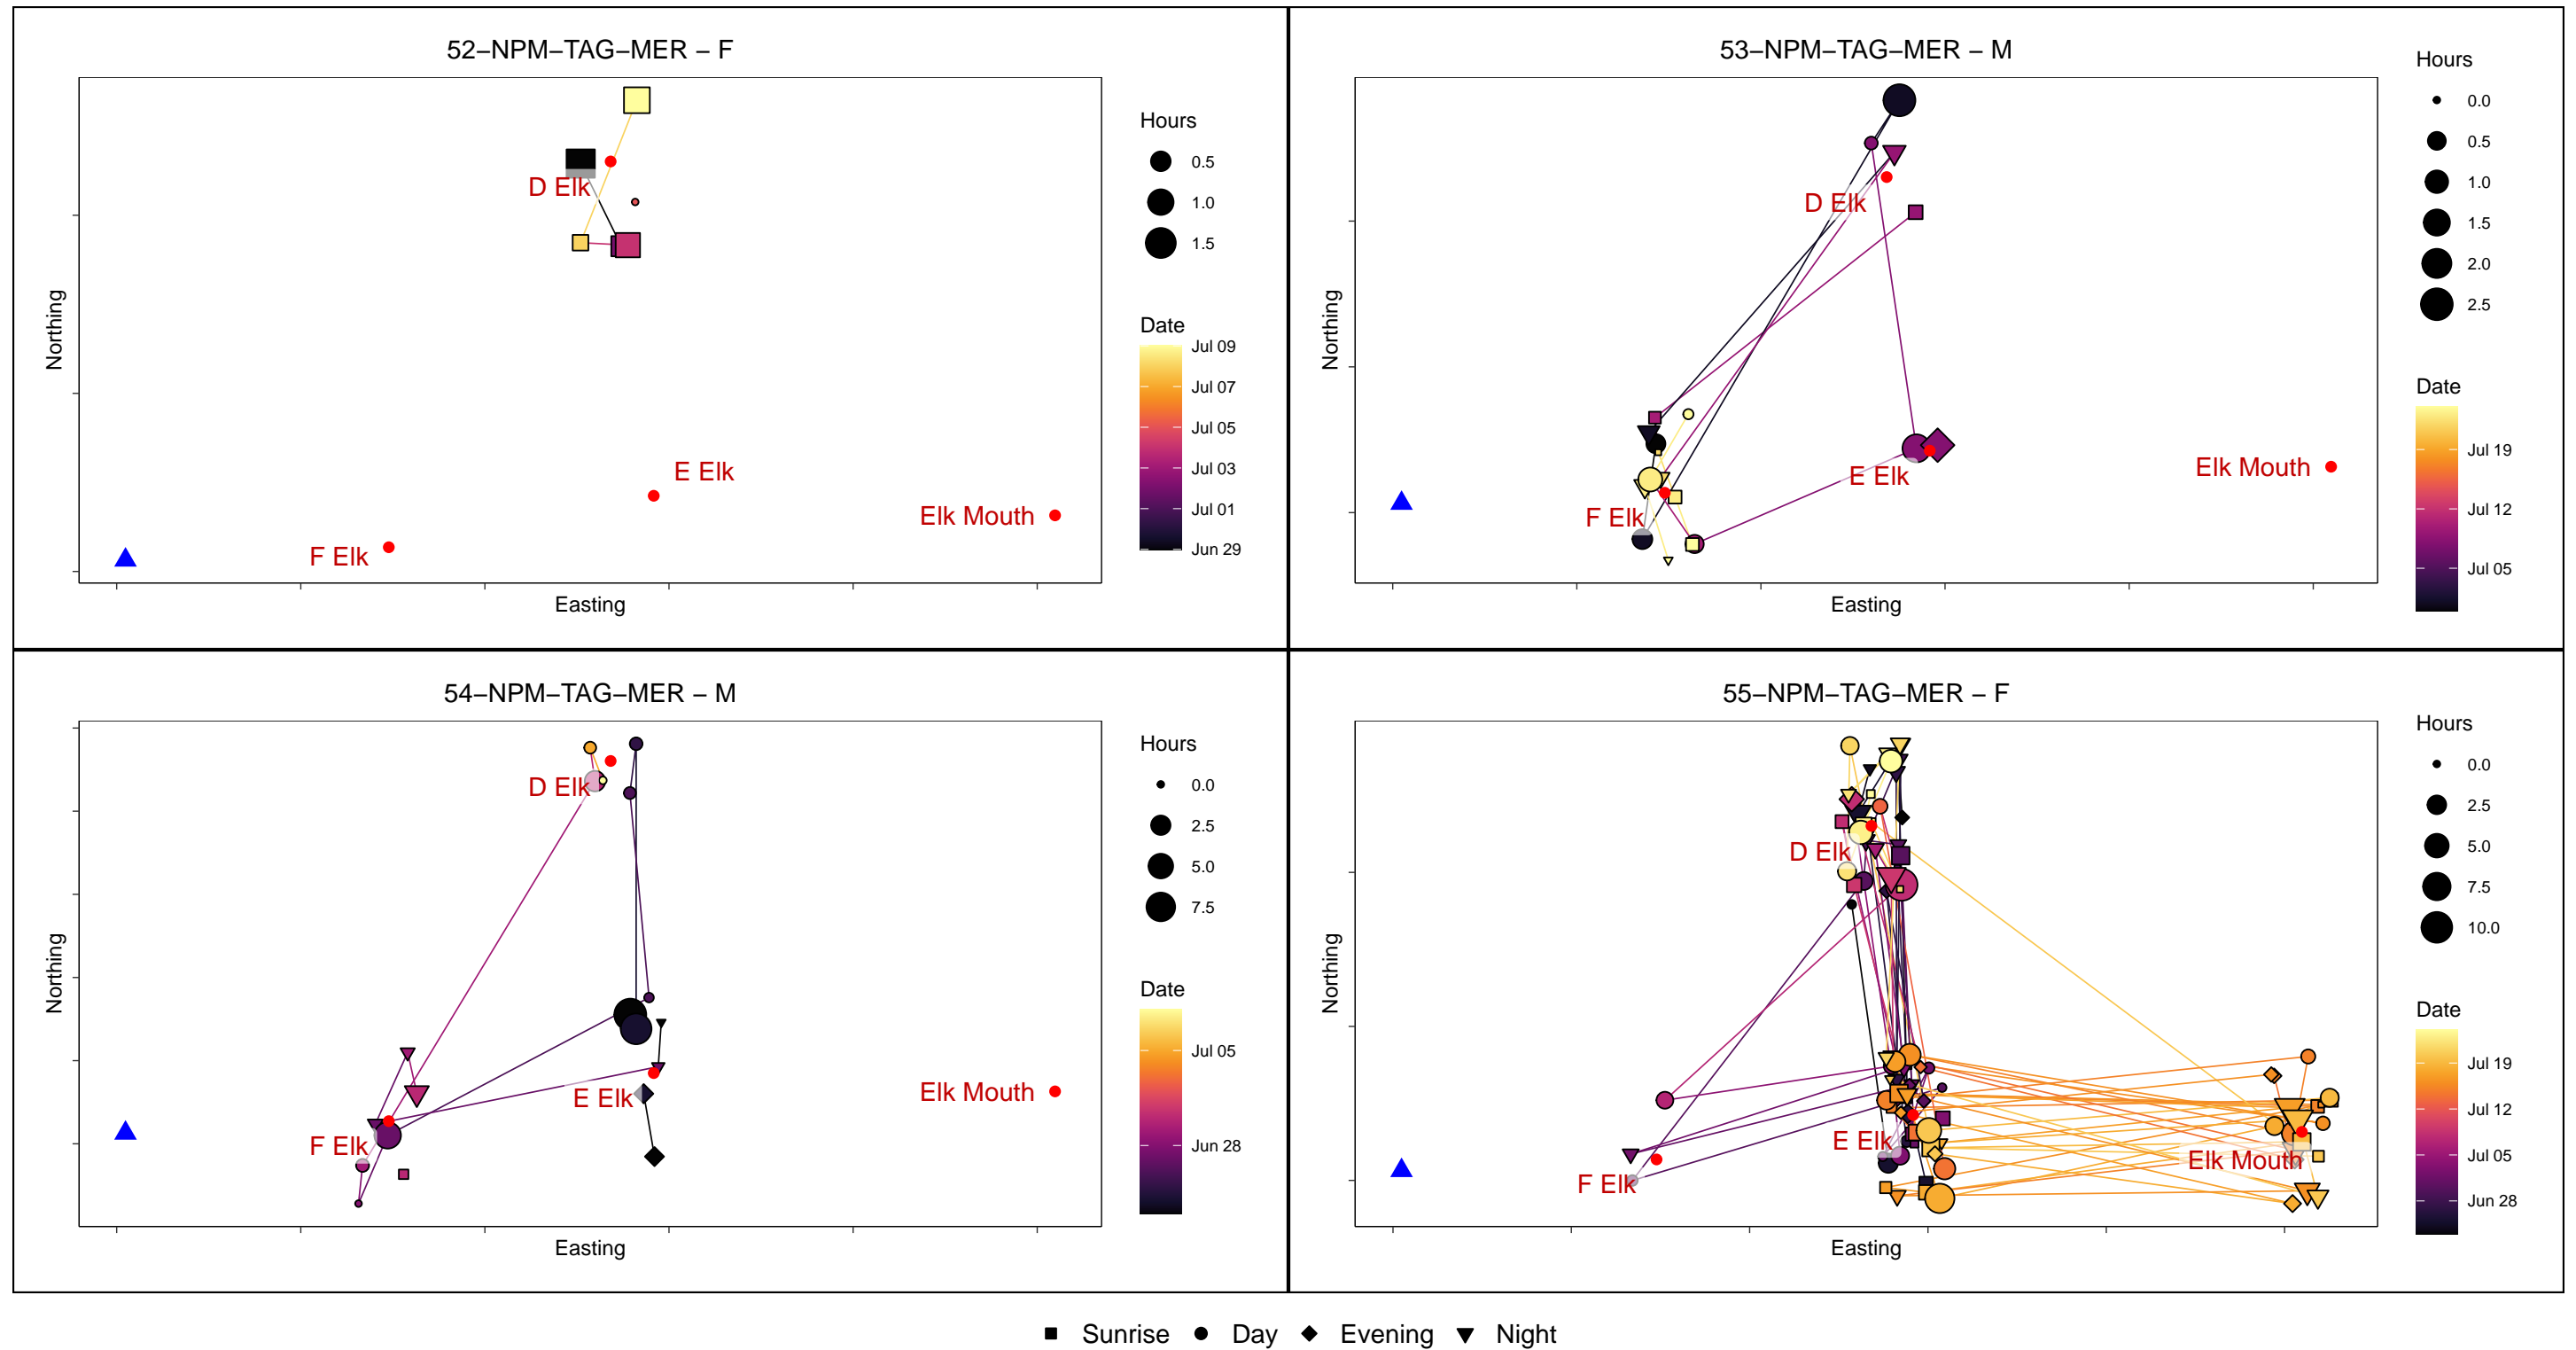 52–NPM–TAG–MER – F
Northing
D Elk
E Elk
Elk Mouth
F Elk
Easting
Hours
0.5
1.0
1.5
Date
Jul 09
Jul 07
Jul 05
Jul 03
Jul 01
Jun 29
53–NPM–TAG–MER – M
Northing
D Elk
E Elk
Elk Mouth
F Elk
Easting
Hours
0.0
0.5
1.0
1.5
2.0
2.5
Date
Jul 19
Jul 12
Jul 05
54–NPM–TAG–MER – M
Northing
D Elk
E Elk
Elk Mouth
F Elk
Easting
Hours
0.0
2.5
5.0
7.5
Date
Jul 05
Jun 28
55–NPM–TAG–MER – F
Northing
D Elk
E Elk
Elk Mouth
F Elk
Easting
Hours
0.0
2.5
5.0
7.5
10.0
Date
Jul 19
Jul 12
Jul 05
Jun 28
Sunrise Day Evening Night